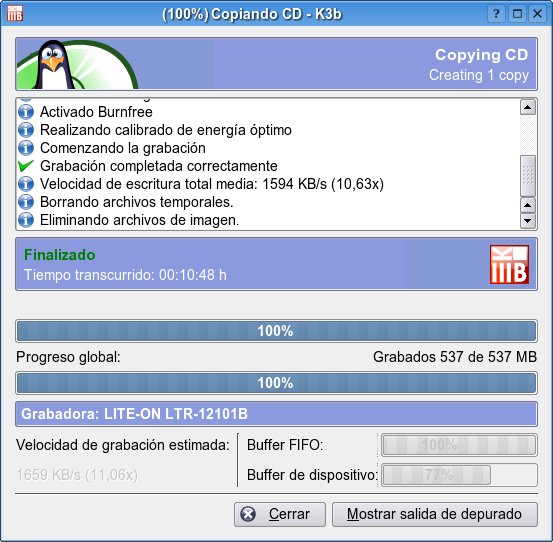 (100%) Copiando CD - K3b
Copying CD
Creating 1 copy
Activado Burnfree
Realizando calibrado de energía óptimo
Comenzando la grabación
Grabación completada correctamente
Velocidad de escritura total media: 1594 KB/s (10,63x)
Borrando archivos temporales.
Eliminando archivos de imagen.
Finalizado
Tiempo transcurrido: 00:10:48 h
K3B
100%
Progreso global: Grabados 537 de 537 MB
100%
Grabadora: LITE-ON LTR-12101B
Velocidad de grabación estimada: Buffer FIFO: 100%
1659 KB/s (11,06x) Buffer de dispositivo: 77%
Cerrar Mostrar salida de depurado